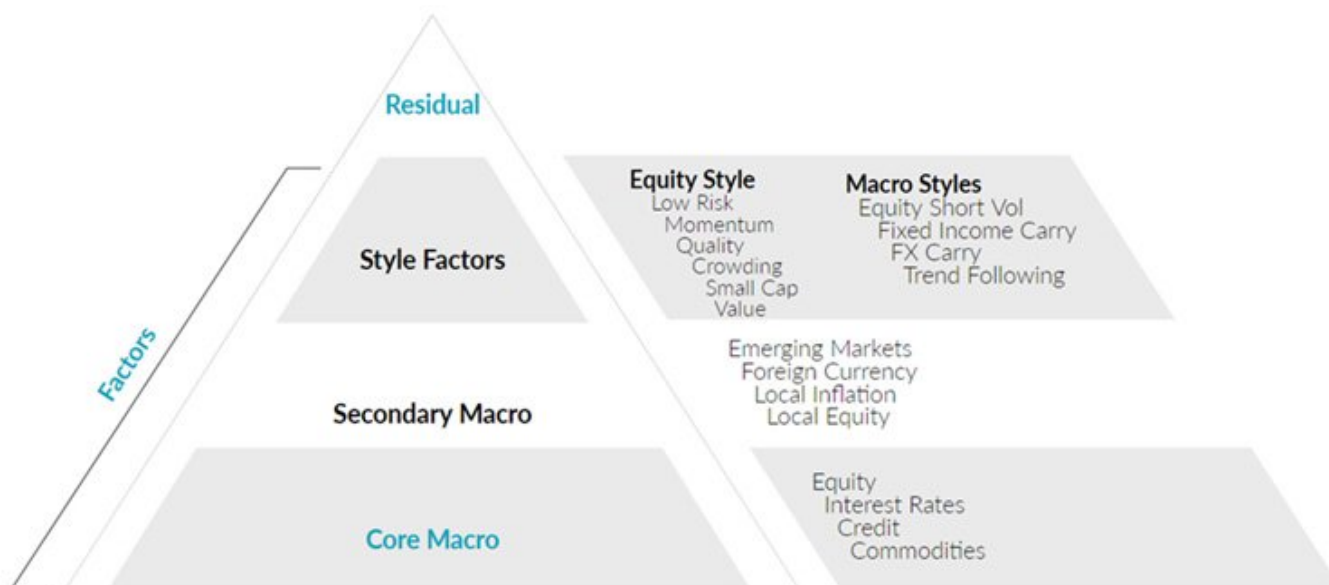 Residual
Factors
Style Factors
Equity Style
Low Risk
Momentum
Quality
Crowding
Small Cap
Value
Macro Styles
Equity Short Vol
Fixed Income Carry
FX Carry
Trend Following
Secondary Macro
Emerging Markets
Foreign Currency
Local Inflation
Local Equity
Core Macro
Equity
Interest Rates
Credit
Commodities